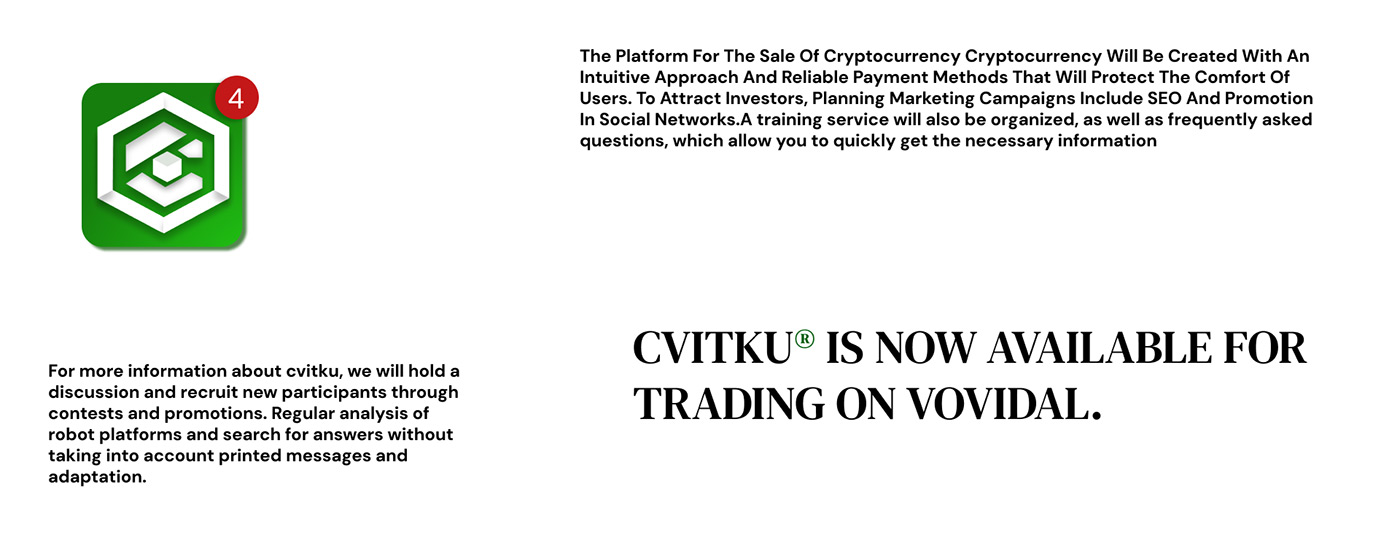 4
The Platform For The Sale Of Cryptocurrency Cryptocurrency Will Be Created With An
Intuitive Approach And Reliable Payment Methods That Will Protect The Comfort Of
Users. To Attract Investors, Planning Marketing Campaigns Include SEO And Promotion
In Social Networks.A training service will also be organized, as well as frequently asked
questions, which allow you to quickly get the necessary information
For more information about cvitku, we will hold a
discussion and recruit new participants through
contests and promotions. Regular analysis of
robot platforms and search for answers without
taking into account printed messages and
adaptation.
CVITKU® IS NOW AVAILABLE FOR
TRADING ON VOVIDAL.